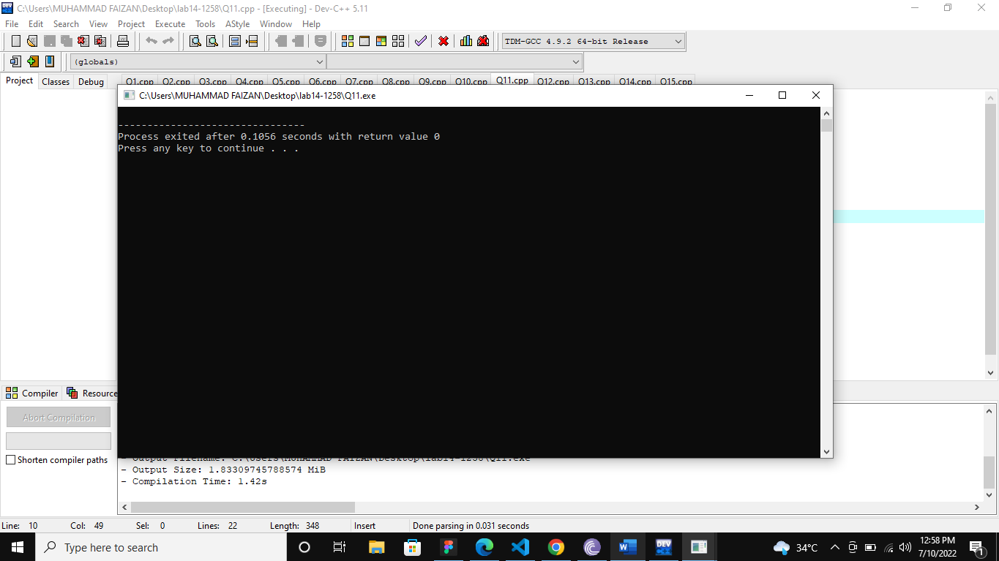 C:\Users\MUHAMMAD FAIZAN\Desktop\lab14-1258\Q11.cpp - [Executing] - Dev-C++ 5.11
File Edit Search View Project Execute Tools AStyle Window Help
TDM-GCC 4.9.2 64-bit Release
(globals)
Project Classes Debug Q1.cpp Q2.cpp Q3.cpp Q4.cpp Q5.cpp Q6.cpp Q7.cpp Q8.cpp Q9.cpp Q10.cpp Q11.cpp Q12.cpp Q13.cpp Q14.cpp Q15.cpp
C:\Users\MUHAMMAD FAIZAN\Desktop\lab14-1258\Q11.exe
--------------------------------
Process exited after 0.1056 seconds with return value 0
Press any key to continue . . .
Compiler Resource
Abort Compilation
Shorten compiler paths
- Output Filename: C:\Users\MUHAMMAD FAIZAN\Desktop\lab14-1258\Q11.exe
- Output Size: 1.83309745788574 MiB
- Compilation Time: 1.42s
Line: 10 Col: 49 Sel: 0 Lines: 22 Length: 348 Insert Done parsing in 0.031 seconds
Type here to search
DEV
34°C
12:58 PM
7/10/2022
1